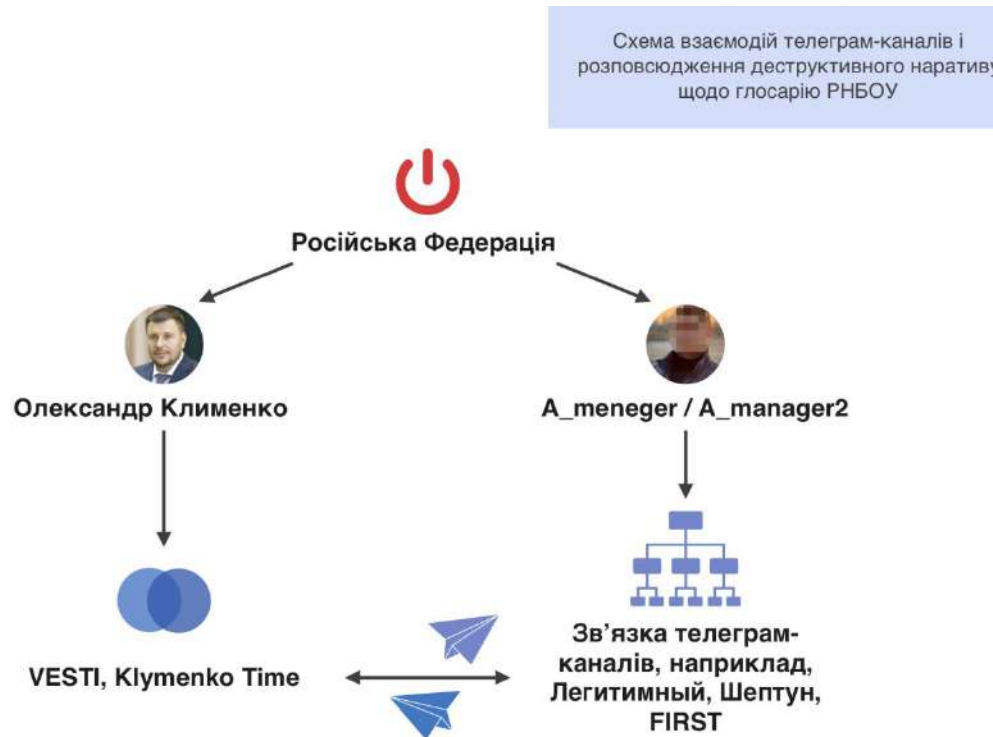 Схема взаємодій телеграм-каналів і
розповсюдження деструктивного наративу
щодо глосарію РНБОУ
Російська Федерація
Олександр Клименко
A_meneger / A_manager2
VESTI, Klymenko Time
Зв’язка телеграм-
каналів, наприклад,
Легитимный, Шептун,
FIRST